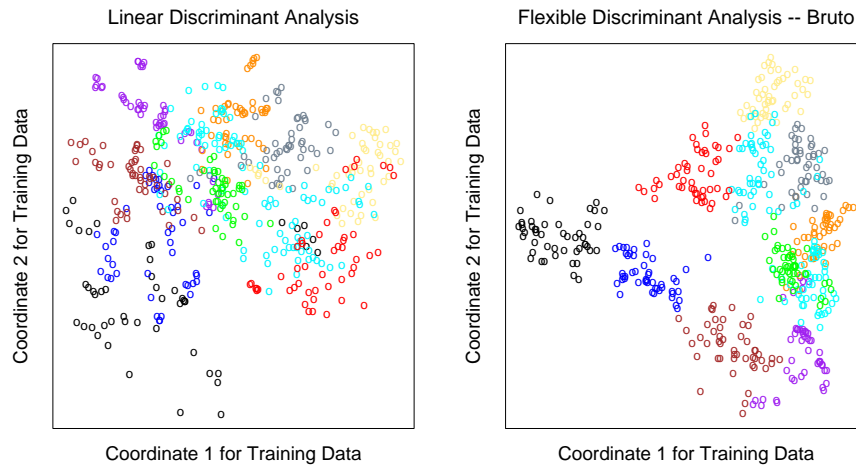 Linear Discriminant Analysis
Flexible Discriminant Analysis -- Bruto
Coordinate 2 for Training Data
Coordinate 2 for Training Data
Coordinate 1 for Training Data
Coordinate 1 for Training Data